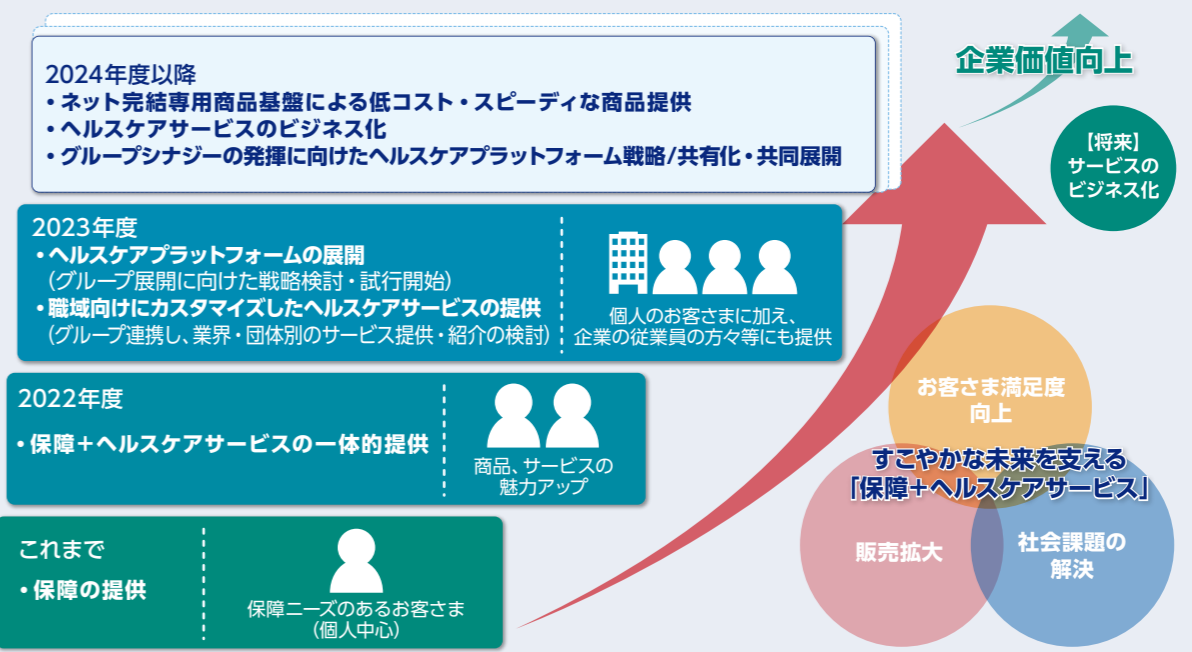 2024年度以降
・ネット完結専用商品基盤による低コスト・スピーディな商品提供
・ヘルスケアサービスのビジネス化
・グループシナジーの発揮に向けたヘルスケアプラットフォーム戦略/共有化・共同展開
企業価値向上
【将来】
サービスの
ビジネス化
2023年度
・ヘルスケアプラットフォームの展開
（グループ展開に向けた戦略検討・試行開始）
・職域向けにカスタマイズしたヘルスケアサービスの提供
（グループ連携し、業界・団体別のサービス提供・紹介の検討）
個人のお客さまに加え、
企業の従業員の方々等にも提供
2022年度
・保障＋ヘルスケアサービスの一体的提供
商品、サービスの
魅力アップ
これまで
・保障の提供
保障ニーズのあるお客さま
（個人中心）
お客さま満足度
向上
すこやかな未来を支える
「保障＋ヘルスケアサービス」
販売拡大
社会課題の
解決